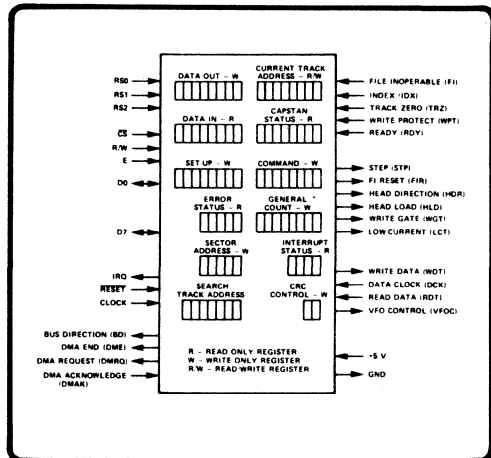 RS0
RS1
RS2
CS
R/W
E
D0
D7
IRQ
RESET
CLOCK
BUS DIRECTION (BD)
DMA END (DME)
DMA REQUEST (DMRQ)
DMA ACKNOWLEDGE
(DMAK)
DATA OUT - W
CURRENT TRACK
ADDRESS - R/W
DATA IN - R
CAPSTAN
STATUS - R
SET UP - W
COMMAND - W
ERROR
STATUS - R
GENERAL
COUNT - W
SECTOR
ADDRESS - W
INTERRUPT
STATUS - R
SEARCH
TRACK ADDRESS
CRC
CONTROL - W
R - READ ONLY REGISTER
W - WRITE ONLY REGISTER
R/W - READ/WRITE REGISTER
FILE INOPERABLE (FI)
INDEX (IDX)
TRACK ZERO (TRZ)
WRITE PROTECT (WPT)
READY (RDY)
STEP (STP)
FI RESET (FIR)
HEAD DIRECTION (HDR)
HEAD LOAD (HLD)
WRITE GATE (WGT)
LOW CURRENT (LCT)
WRITE DATA (WDT)
DATA CLOCK (DCK)
READ DATA (RDT)
VFO CONTROL (VFOC)
+5 V
GND